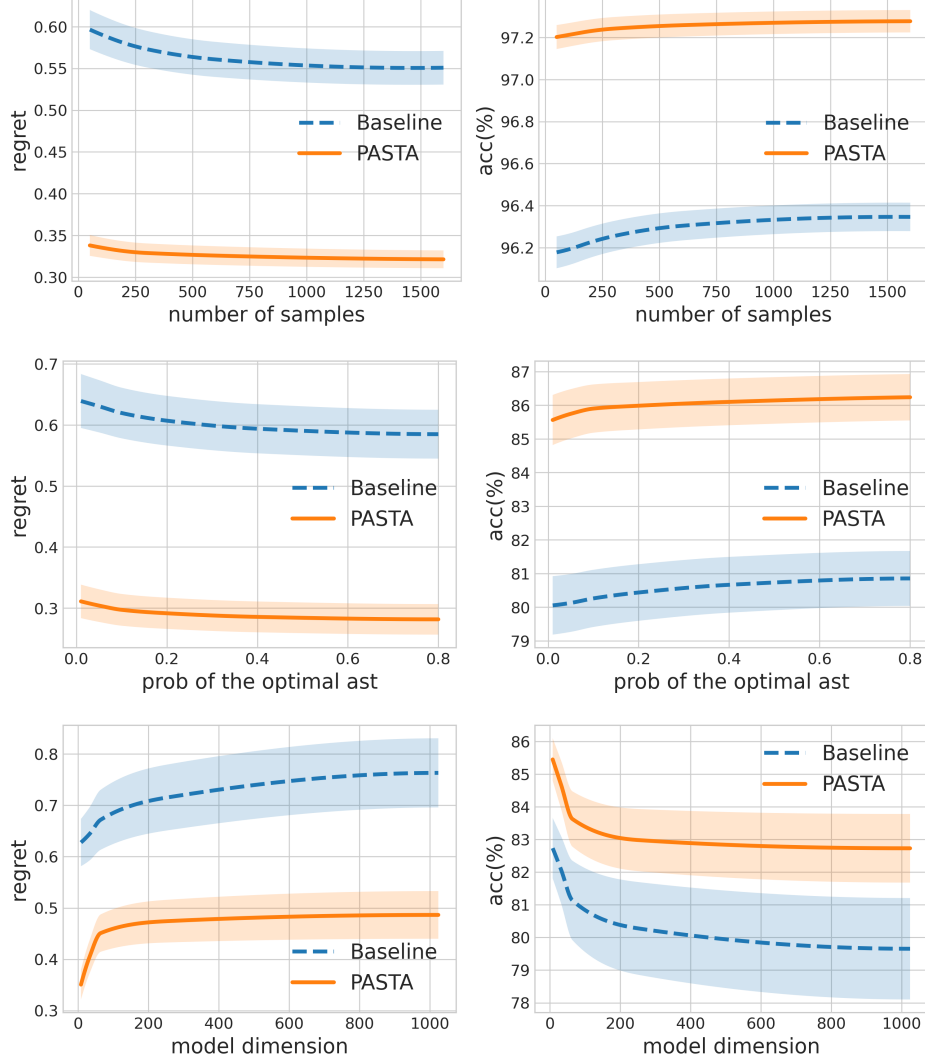 0.60
0.55
0.50
0.45
0.40
0.35
0.30
regret
Baseline
PASTA
0 250 500 750 1000 1250 1500
number of samples
97.2
97.0
96.8
96.6
96.4
96.2
acc(%)
Baseline
PASTA
0 250 500 750 1000 1250 1500
number of samples
0.7
0.6
0.5
0.4
0.3
regret
Baseline
PASTA
0.0 0.2 0.4 0.6 0.8
prob of the optimal ast
87
86
85
84
83
82
81
80
79
acc(%)
Baseline
PASTA
0.0 0.2 0.4 0.6 0.8
prob of the optimal ast
0.8
0.7
0.6
0.5
0.4
0.3
regret
Baseline
PASTA
0 200 400 600 800 1000
model dimension
86
85
84
83
82
81
80
79
78
acc(%)
Baseline
PASTA
0 200 400 600 800 1000
model dimension